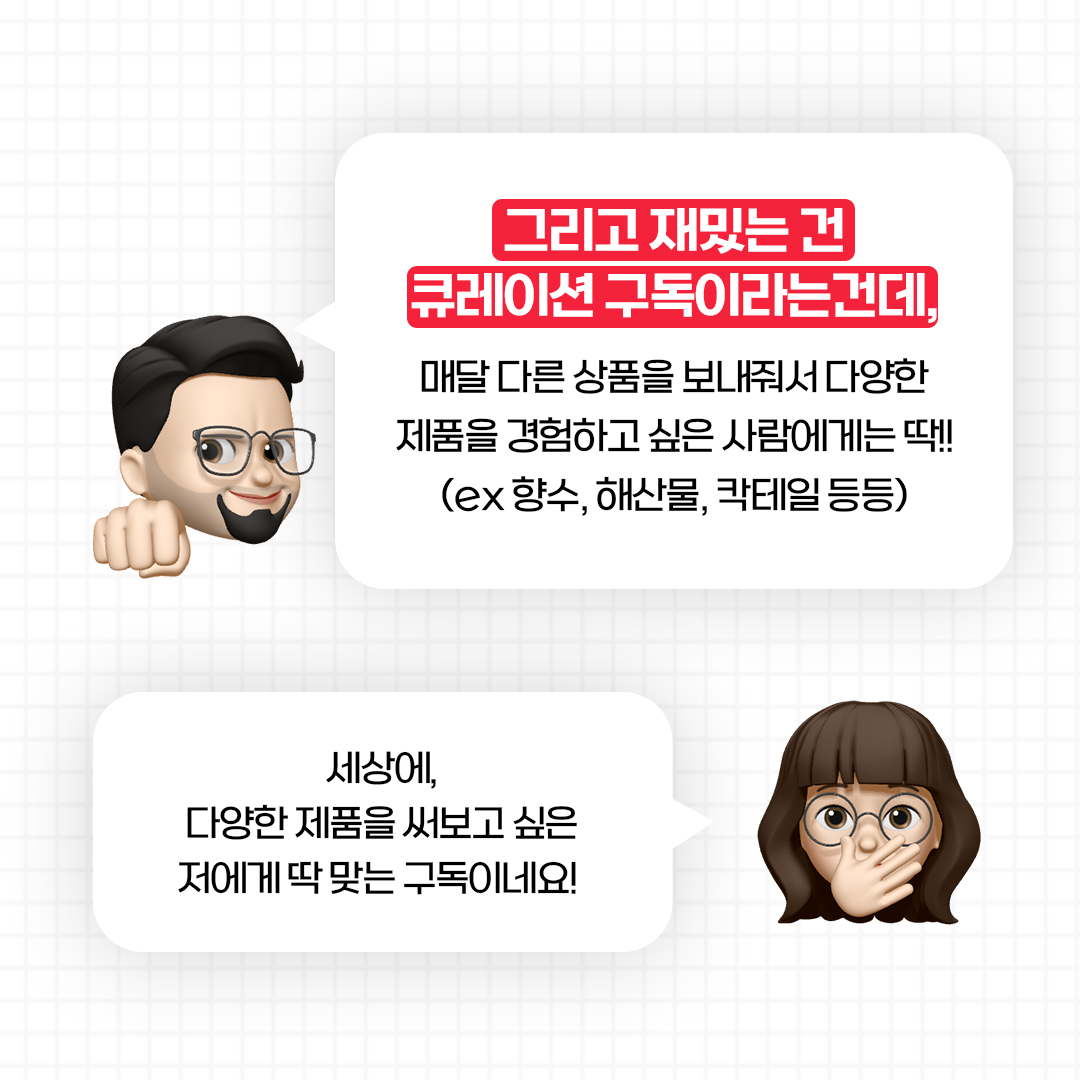 그리고 재밌는 건
큐레이션 구독이라는건데,
매달 다른 상품을 보내줘서 다양한
제품을 경험하고 싶은 사람에게는 딱!!
(ex 향수, 해산물, 칵테일 등등)
세상에,
다양한 제품을 써보고 싶은
저에게 딱 맞는 구독이네요!